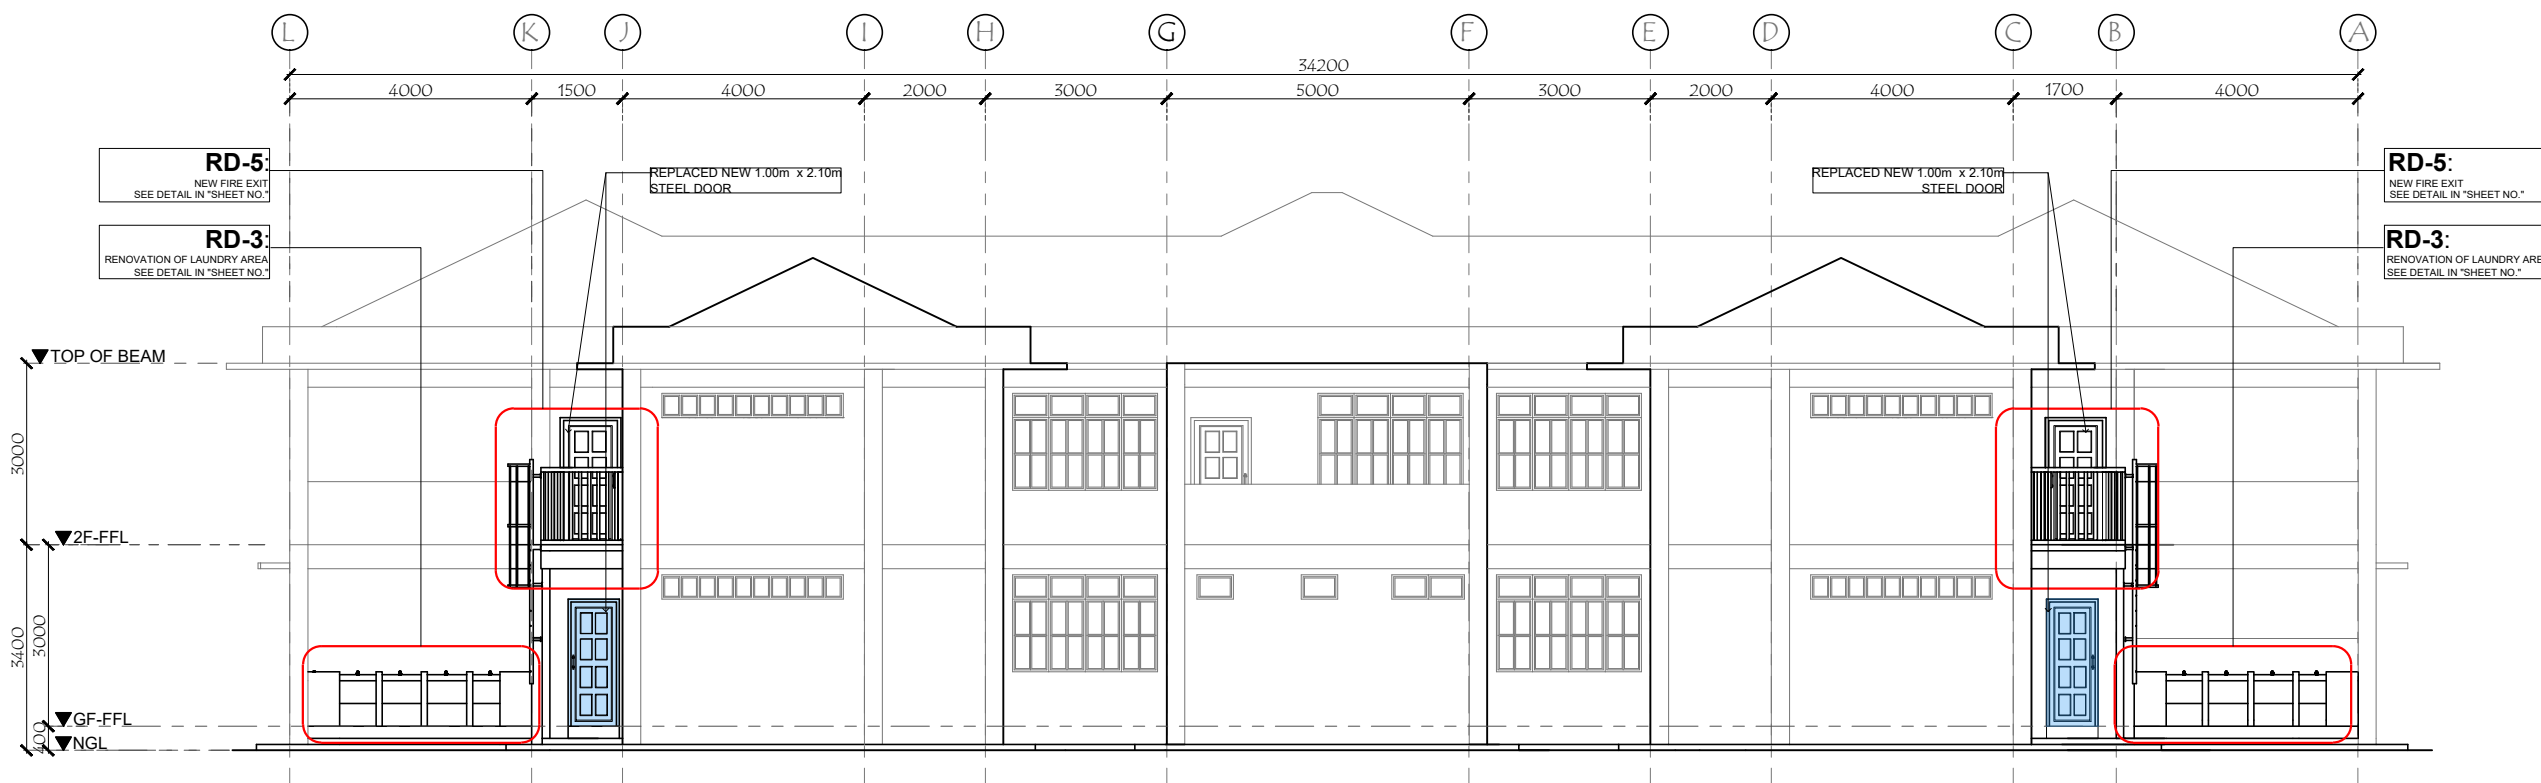 L K J I H G F E D C B A
34200
4000 1500 4000 2000 3000 5000 3000 2000 4000 1700 4000
RD-5:
NEW FIRE EXIT
SEE DETAIL IN "SHEET NO."
REPLACED NEW 1.00m x 2.10m
STEEL DOOR
REPLACED NEW 1.00m x 2.10m
STEEL DOOR
RD-5:
NEW FIRE EXIT
SEE DETAIL IN "SHEET NO."
RD-3:
RENOVATION OF LAUNDRY AREA
SEE DETAIL IN "SHEET NO."
RD-3:
RENOVATION OF LAUNDRY ARE
SEE DETAIL IN "SHEET NO."
TOP OF BEAM
3000
2F-FFL
3400
3000
GF-FFL
400
NGL